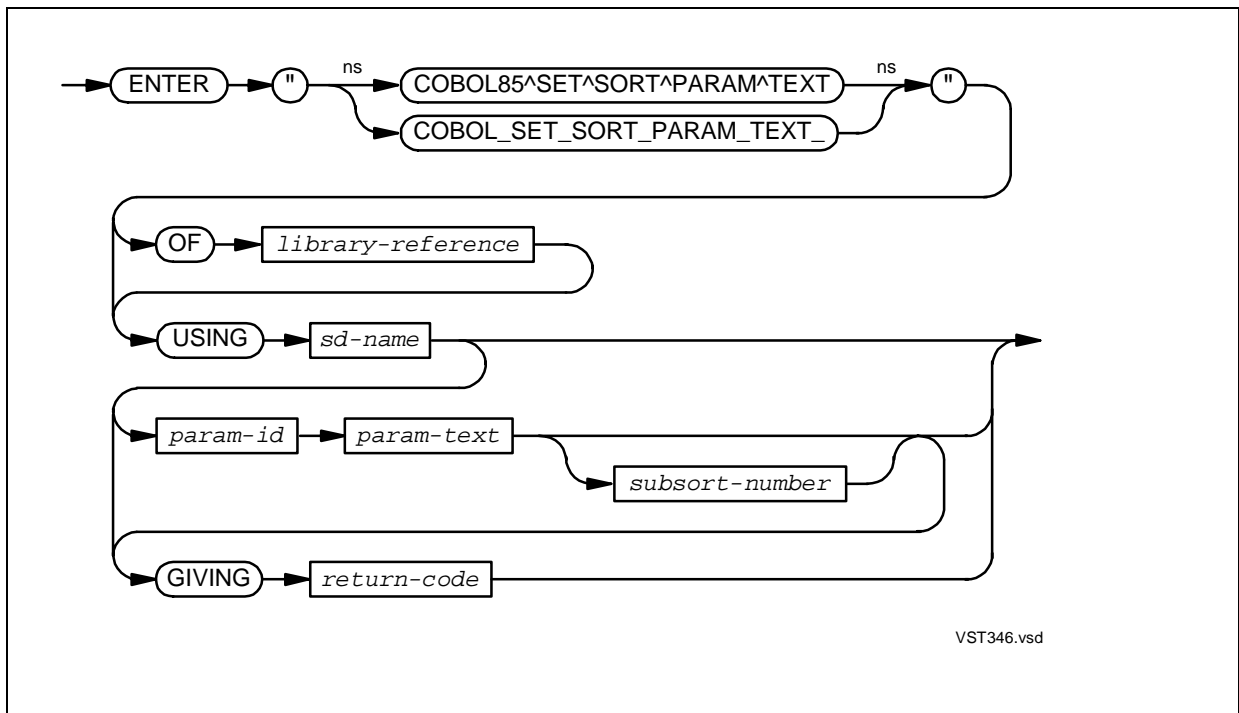 ns ns
ENTER " COBOL85^SET^SORT^PARAM^TEXT "
COBOL_SET_SORT_PARAM_TEXT_
OF library-reference
USING sd-name
param-id param-text
subsort-number
GIVING return-code
VST346.vsd